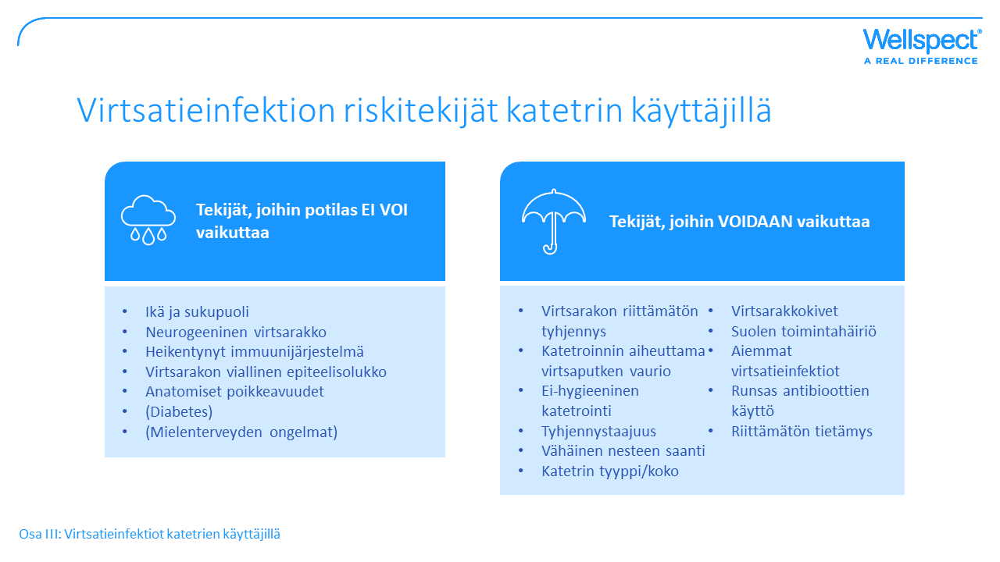 Wellspect®
A REAL DIFFERENCE
Virtsatieinfektion riskitekijät katetrin käyttäjillä
Tekijät, joihin potilas EI VOI
vaikuttaa
• Ikä ja sukupuoli
• Neurogeeninen virtsarakko
• Heikentynyt immuunijärjestelmä
• Virtsarakon viallinen epiteelisolukko
• Anatomiset poikkeavuudet
• (Diabetes)
• (Mielenterveyden ongelmat)
Tekijät, joihin VOIDAAN vaikuttaa
• Virtsarakon riittämätön
tyhjennys
• Katetroinnin aiheuttama
virtsaputken vaurio
• Ei-hygieeninen
katetrointi
• Tyhjennystaajuus
• Vähäinen nesteen saanti
• Katetrin tyyppi/koko
• Virtsarakkokivet
• Suolen toimintahäiriö
• Aiemmat
virtsatieinfektiot
• Runsas antibioottien
käyttö
• Riittämätön tietämys
Osa III: Virtsatieinfektiot katetrien käyttäjillä